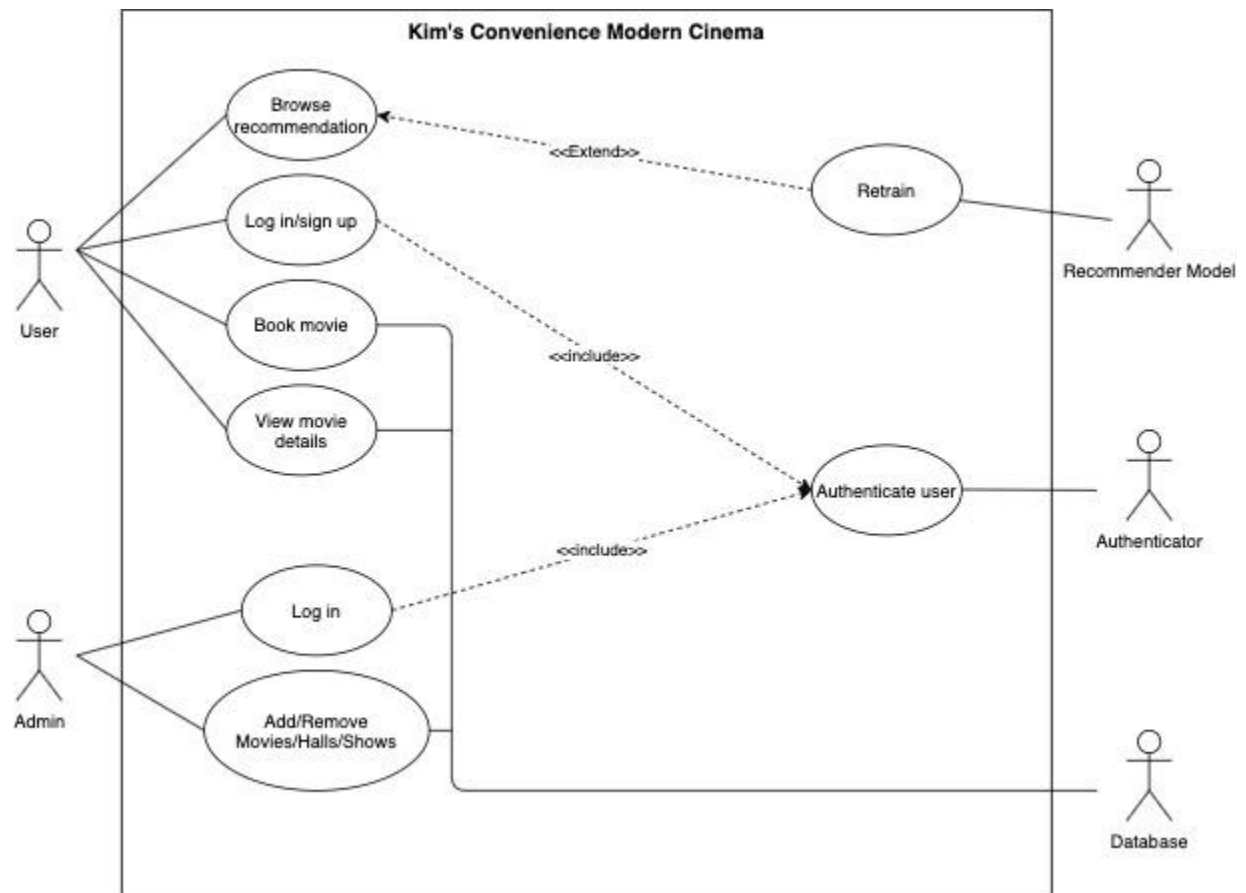 Kim's Convenience Modern Cinema
Browse
recommendation
<<Extend>>
Retrain
Recommender Model
Log in/sign up
User
Book movie
<<include>>
View movie
details
Authenticate user
Authenticator
<<include>>
Log in
Admin
Add/Remove
Movies/Halls/Shows
Database